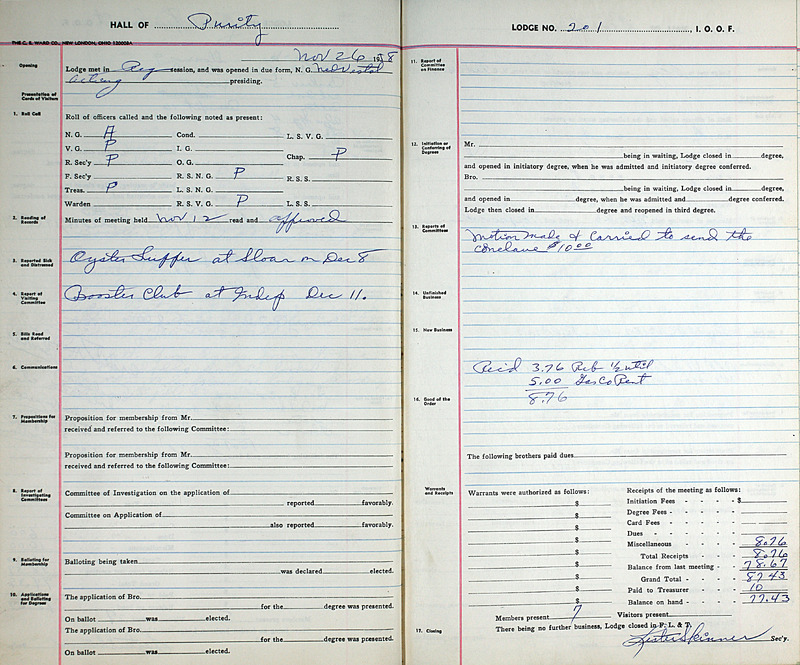 HALL OF Purity
THE C. E. WARD CO., NEW LONDON, OHIO
Nov 26 1958
Opening
Lodge met in Reg session, and was opened in due form, N. G. Ned Vestal
acting presiding.
Presentation of
Cards of Visitors
1. Roll Call
Roll of officers called and the following noted as present:
N. G. A Cond. L. S. V. G.
V. G. P I. G. Chap. P
R. Sec'y P O. G.
F. Sec'y R. S. N. G. P R. S. S.
Treas. P L. S. N. G.
Warden R. S. V. G. P L. S. S.
2. Reading of
Records
Minutes of meeting held Nov 12 read and approved
3. Reported Sick
and Distressed
Oyster Supper at Sloan on Dec 8
4. Report of
Visiting
Committee
Booster Club at Indep Dec 11.
5. Bills Read
and Referred
6. Communications
7. Propositions for
Membership
Proposition for membership from Mr.
received and referred to the following Committee:
Proposition for membership from Mr.
received and referred to the following Committee:
8. Report of
Investigating
Committees
Committee of Investigation on the application of
reported favorably.
Committee on Application of
also reported favorably.
9. Balloting for
Membership
Balloting being taken
was declared elected.
10. Applications
and Balloting
for Degrees
The application of Bro.
for the degree was presented.
On ballot was elected.
The application of Bro.
for the degree was presented.
On ballot was elected.
LODGE NO. 201, I. O. O. F.
11. Report of
Committee
on Finance
12. Initiation or
Conferring of
Degrees
Mr.
being in waiting, Lodge closed in degree,
and opened in initiatory degree, when he was admitted and initiatory degree conferred.
Bro.
being in waiting, Lodge closed in degree,
and opened in degree, when he was admitted and degree conferred.
Lodge then closed in degree and reopened in third degree.
13. Reports of
Committees
Motion Made & Carried to send the
conclave $10.00
14. Unfinished
Business
15. New Business
Recd 3.76 Reb 1/2
5.00 Gas Co Rent
8.76
16. Good of the
Order
The following brothers paid dues
Warrants
and Receipts
Warrants were authorized as follows: Receipts of the meeting as follows:
$ Initiation Fees - - - - $
$ Degree Fees - - - - -
$ Card Fees - - - - -
$ Dues - - - - -
$ Miscellaneous - - - - 8.76
$ Total Receipts - - - 8.76
$ Balance from last meeting - - 78.67
$ Grand Total - - - - 87.43
$ Paid to Treasurer - - - 10
$ Balance on hand - - - 77.43
Members present 7 Visitors present
17. Closing
There being no further business, Lodge closed in F. L. & T.
Lester Skinner Sec'y.